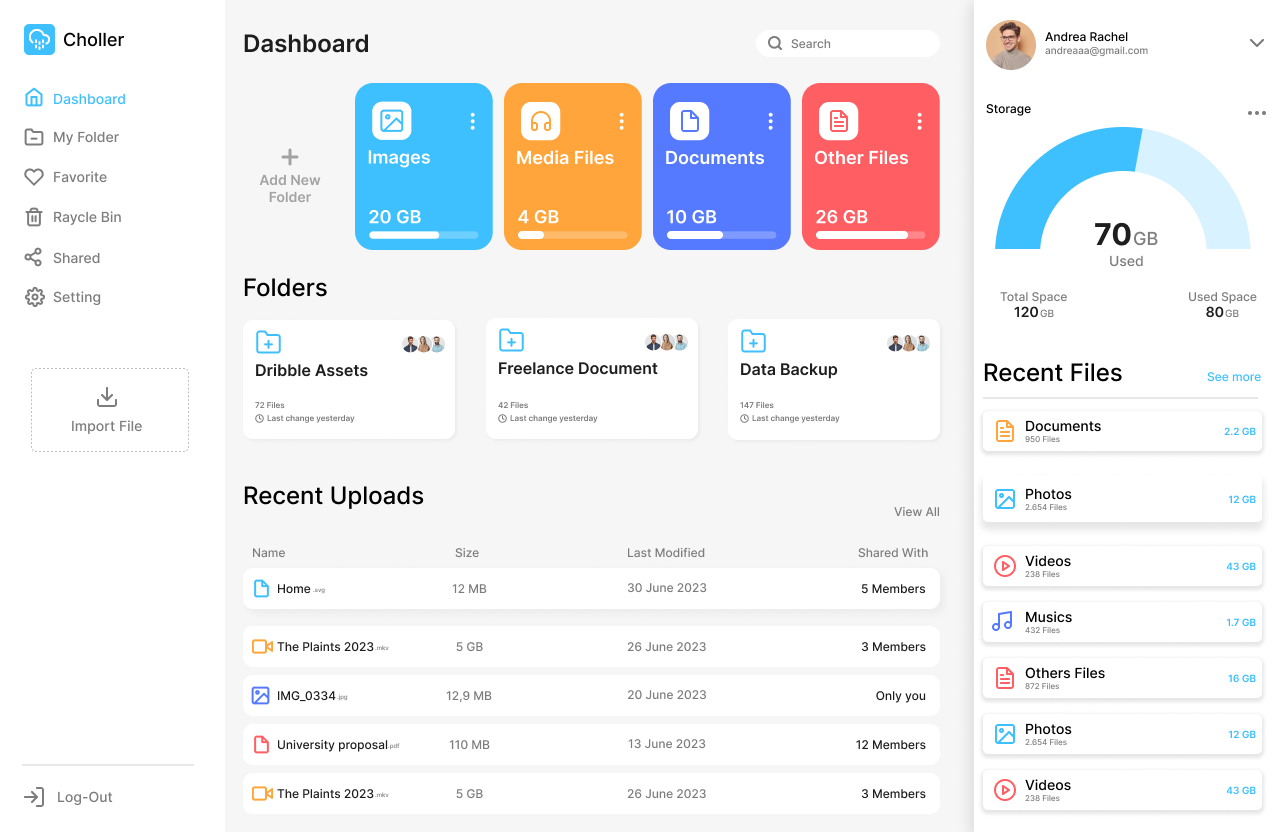 Choller
Dashboard
My Folder
Favorite
Raycle Bin
Shared
Setting
Import File
Log-Out
Dashboard
Search
Add New
Folder
Images
20 GB
Media Files
4 GB
Documents
10 GB
Other Files
26 GB
Folders
Dribble Assets
72 Files
Last change yesterday
Freelance Document
42 Files
Last change yesterday
Data Backup
147 Files
Last change yesterday
Recent Uploads
View All
Name Size Last Modified Shared With
Home .svg 12 MB 30 June 2023 5 Members
The Plaints 2023 .mkv 5 GB 26 June 2023 3 Members
IMG_0334 .jpg 12,9 MB 20 June 2023 Only you
University proposal .pdf 110 MB 13 June 2023 12 Members
The Plaints 2023 .mkv 5 GB 26 June 2023 3 Members
Andrea Rachel
andreaaa@gmail.com
Storage
70 GB
Used
Total Space
120 GB
Used Space
80 GB
Recent Files
See more
Documents
950 Files
2.2 GB
Photos
2.654 Files
12 GB
Videos
238 Files
43 GB
Musics
432 Files
1.7 GB
Others Files
872 Files
16 GB
Photos
2.654 Files
12 GB
Videos
238 Files
43 GB